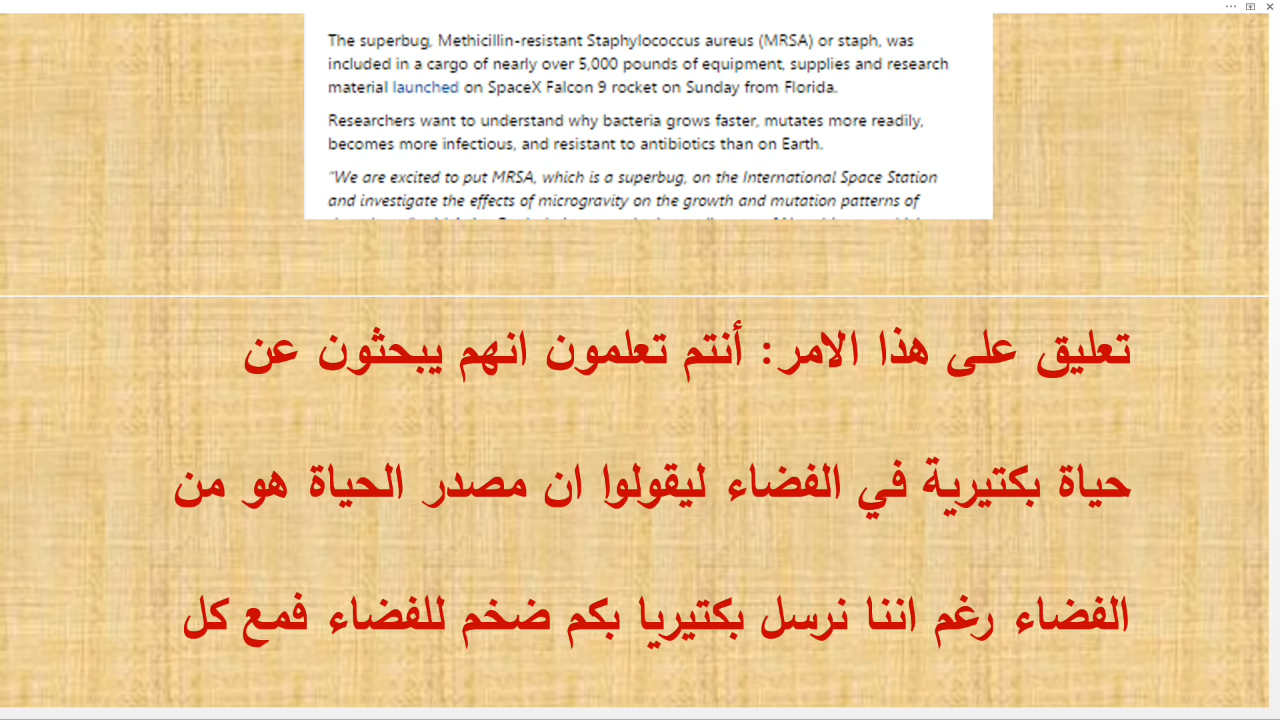 The superbug, Methicillin-resistant Staphylococcus aureus (MRSA) or staph, was
included in a cargo of nearly over 5,000 pounds of equipment, supplies and research
material launched on SpaceX Falcon 9 rocket on Sunday from Florida.
Researchers want to understand why bacteria grows faster, mutates more readily,
becomes more infectious, and resistant to antibiotics than on Earth.
"We are excited to put MRSA, which is a superbug, on the International Space Station
and investigate the effects of microgravity on the growth and mutation patterns of
تعليق على هذا الامر: أنتم تعلمون انهم يبحثون عن
حياة بكتيرية في الفضاء ليقولوا ان مصدر الحياة هو من
الفضاء رغم اننا نرسل بكتيريا بكم ضخم للفضاء فمع كل